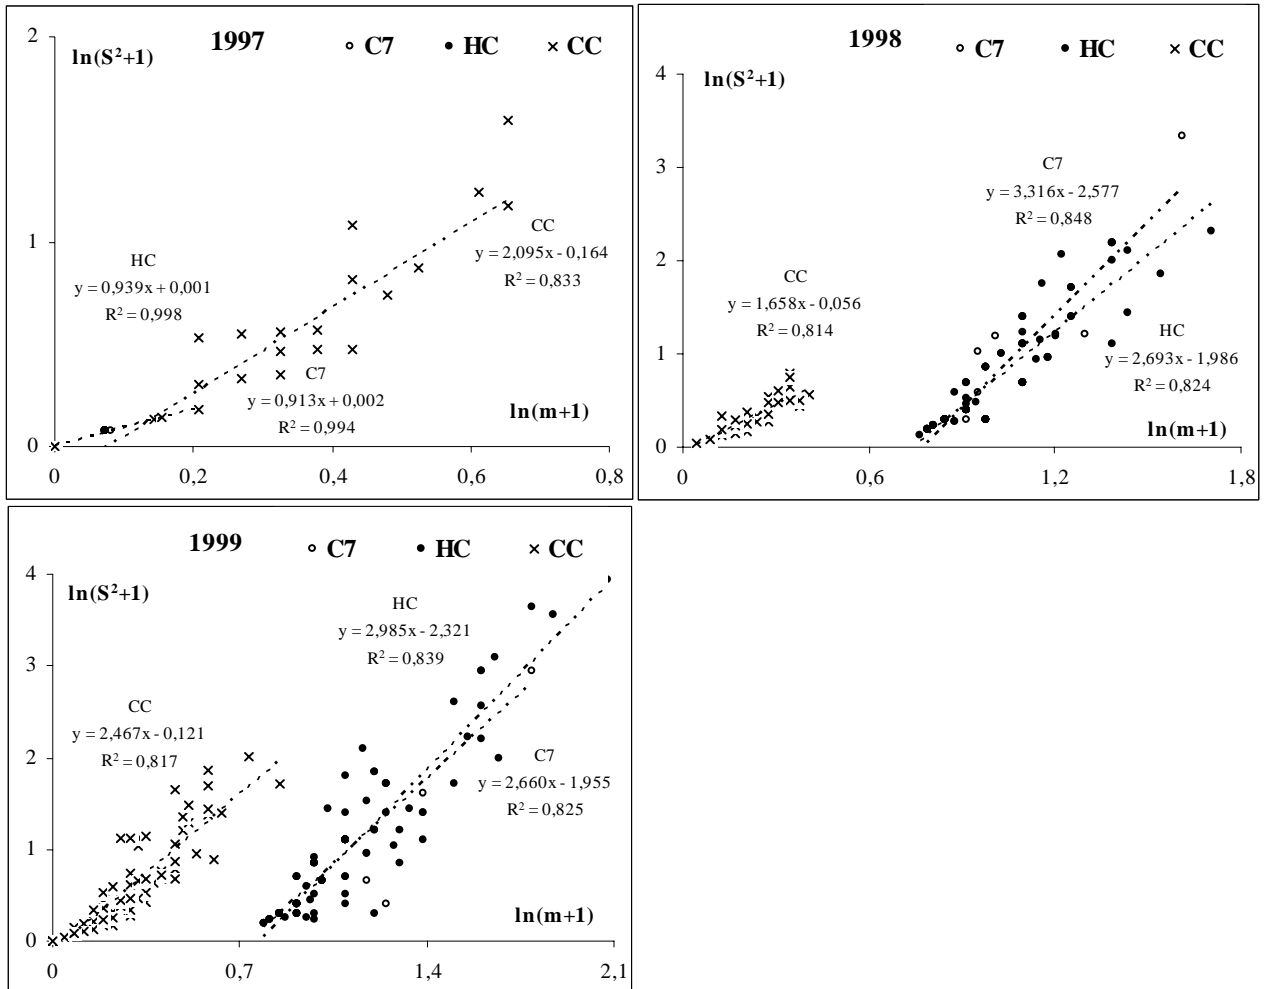 1997 C7 HC CC
ln(S²+1)
2
1
0
CC
y = 2,095x - 0,164
R² = 0,833
HC
y = 0,939x + 0,001
R² = 0,998
C7
y = 0,913x + 0,002
R² = 0,994
ln(m+1)
0 0,2 0,4 0,6 0,8
1998 C7 HC CC
ln(S²+1)
4
3
2
1
0
C7
y = 3,316x - 2,577
R² = 0,848
CC
y = 1,658x - 0,056
R² = 0,814
HC
y = 2,693x - 1,986
R² = 0,824
ln(m+1)
0 0,6 1,2 1,8
1999 C7 HC CC
ln(S²+1)
4
3
2
1
0
HC
y = 2,985x - 2,321
R² = 0,839
CC
y = 2,467x - 0,121
R² = 0,817
C7
y = 2,660x - 1,955
R² = 0,825
ln(m+1)
0 0,7 1,4 2,1